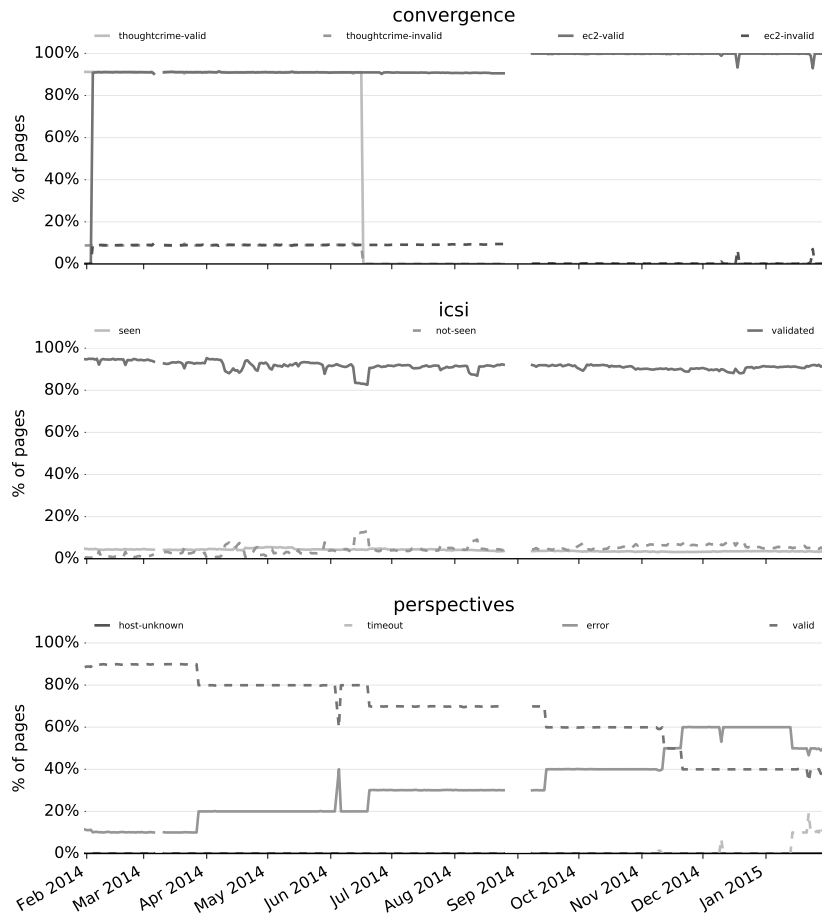 convergence
thoughtcrime-valid thoughtcrime-invalid ec2-valid ec2-invalid
100%
80%
60%
40%
20%
0%
% of pages
icsi
seen not-seen validated
100%
80%
60%
40%
20%
0%
% of pages
perspectives
host-unknown timeout error valid
100%
80%
60%
40%
20%
0%
% of pages
Feb 2014 Mar 2014 Apr 2014 May 2014 Jun 2014 Jul 2014 Aug 2014 Sep 2014 Oct 2014 Nov 2014 Dec 2014 Jan 2015